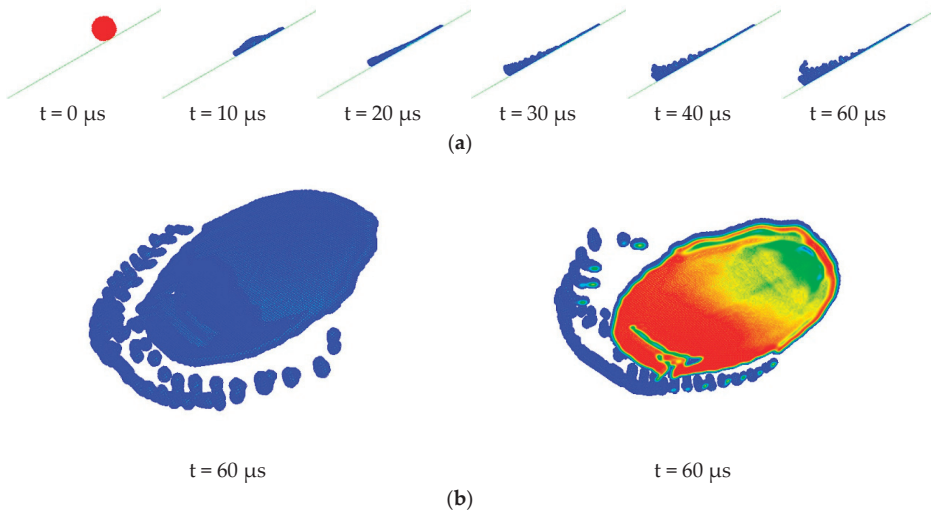 t = 0 μs t = 10 μs t = 20 μs t = 30 μs t = 40 μs t = 60 μs
(a)
t = 60 μs t = 60 μs
(b)